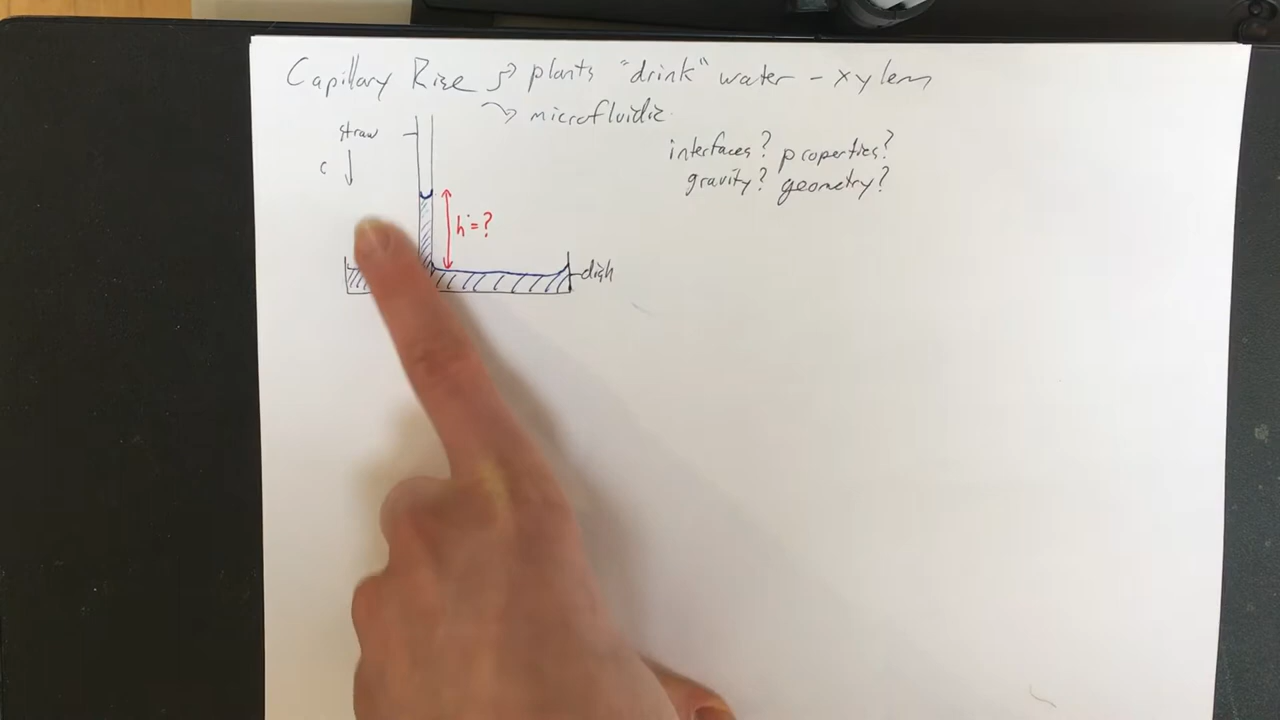 Capillary Rise → plants "drink" water - xylem
→ microfluidic
interfaces? properties?
gravity? geometry?
straw
h = ?
dish